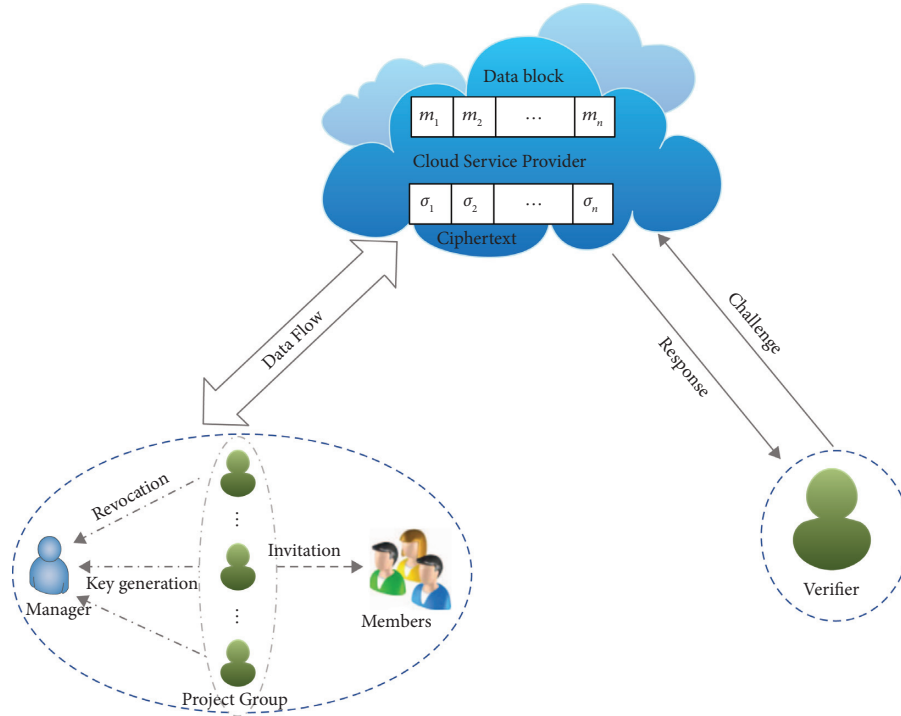 Data block
m1 m2 … mn
Cloud Service Provider
σ1 σ2 … σn
Ciphertext
Data Flow
Challenge
Response
Revocation
Invitation
Key generation
Manager
Members
Project Group
Verifier